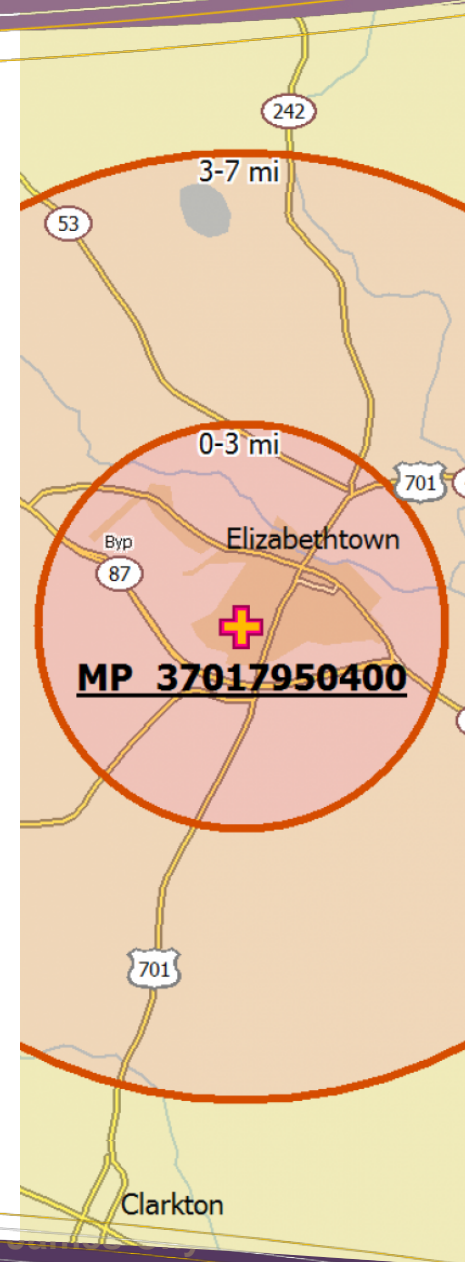 242
3-7 mi
53
0-3 mi
701
Elizabethtown
Byp
87
MP 37017950400
701
Clarkton